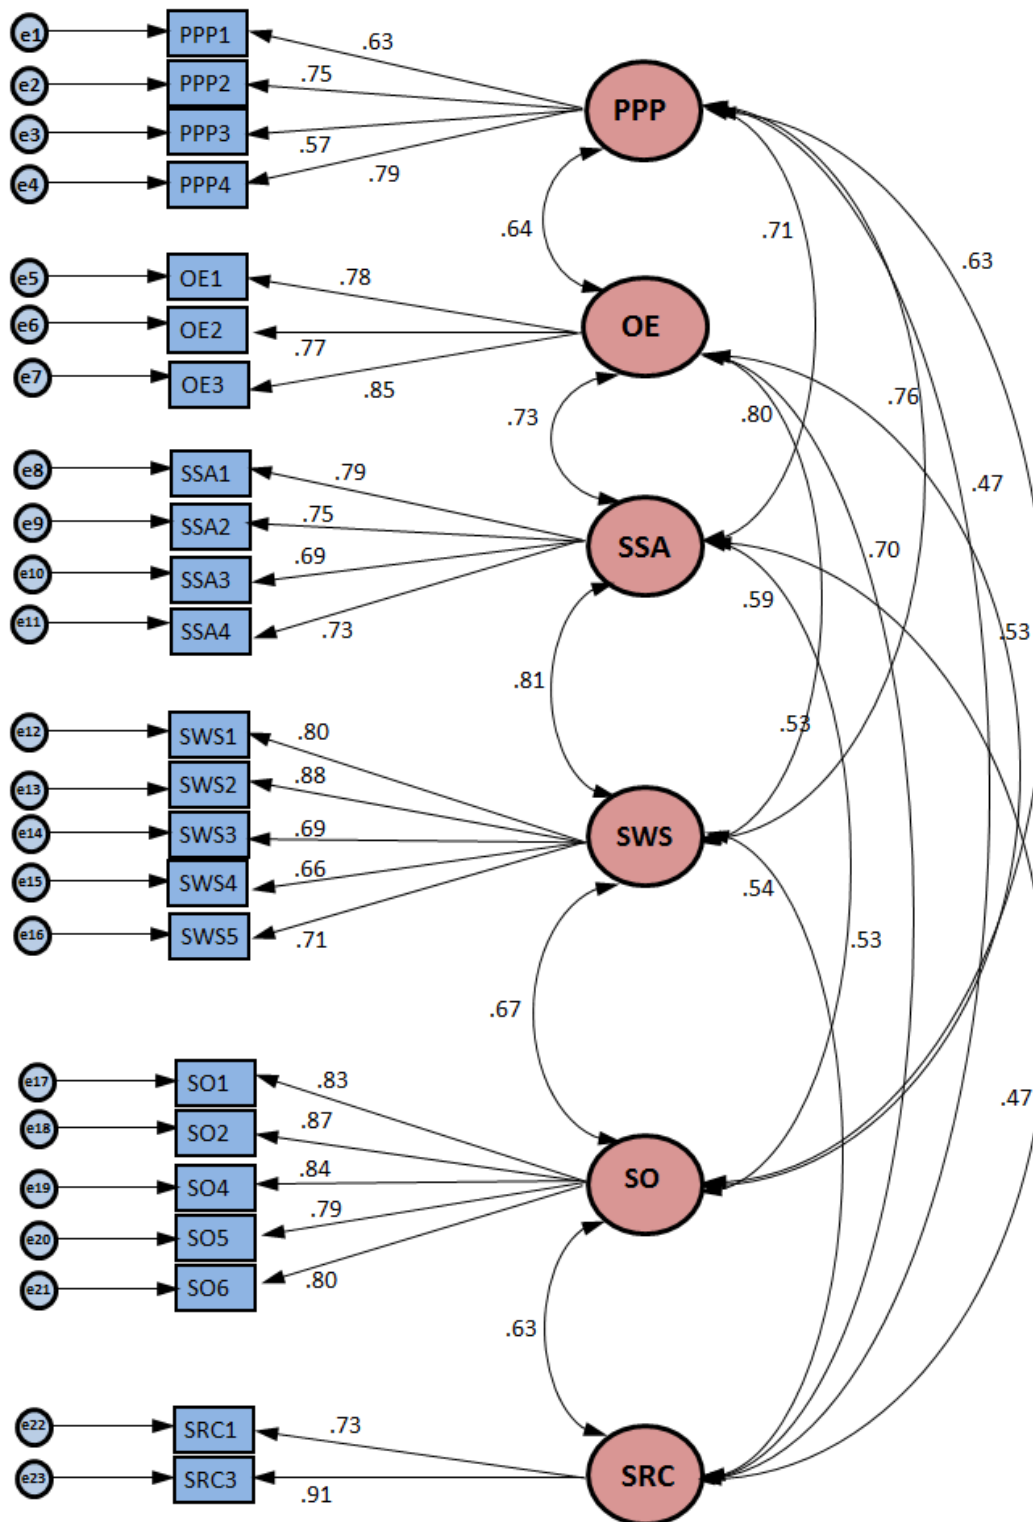 e1 PPP1 .63
e2 PPP2 .75
e3 PPP3 .57
e4 PPP4 .79
PPP
.64 .71 .63
e5 OE1 .78
e6 OE2 .77
e7 OE3 .85
OE
.73 .80 .76
e8 SSA1 .79
e9 SSA2 .75
e10 SSA3 .69
e11 SSA4 .73
SSA
.47
.70
.59
.53
.81
.53
e12 SWS1 .80
e13 SWS2 .88
e14 SWS3 .69
e15 SWS4 .66
e16 SWS5 .71
SWS
.54
.53
.67
e17 SO1 .83
e18 SO2 .87
e19 SO4 .84
e20 SO5 .79
e21 SO6 .80
SO
.47
.63
e22 SRC1 .73
e23 SRC3 .91
SRC